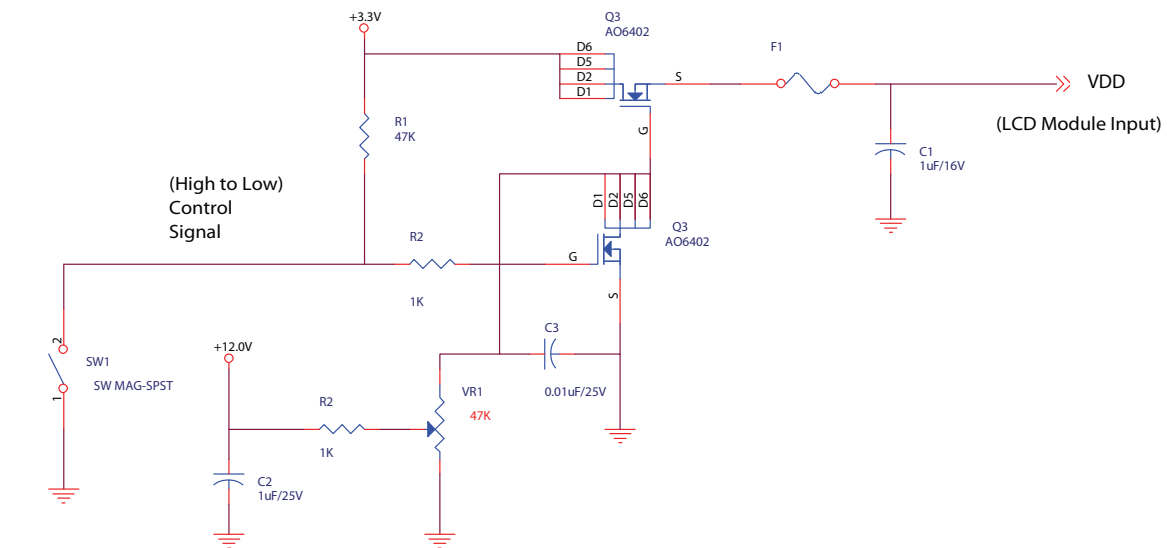 +3.3V
Q3
AO6402
D6
D5
D2
D1
S
G
F1
VDD
(LCD Module Input)
R1
47K
C1
1uF/16V
(High to Low)
Control
Signal
D1
D2
D5
D6
Q3
AO6402
R2
1K
G
S
2
SW1
SW MAG-SPST
1
+12.0V
C3
0.01uF/25V
VR1
47K
R2
1K
C2
1uF/25V